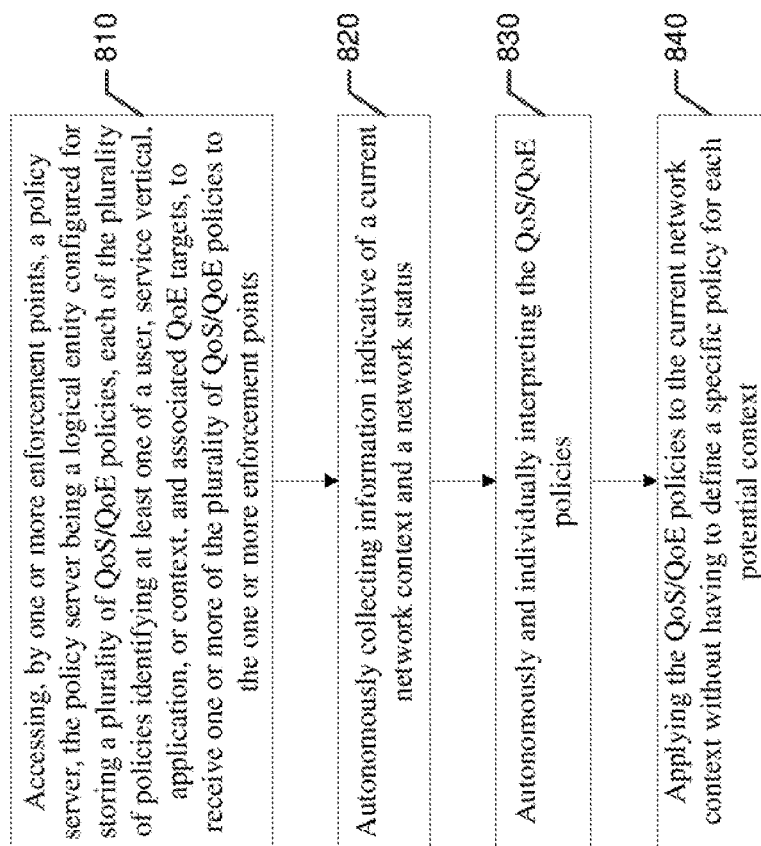 Accessing, by one or more enforcement points, a policy
server, the policy server being a logical entity configured for
storing a plurality of QoS/QoE policies, each of the plurality
of policies identifying at least one of a user, service vertical,
application, or context, and associated QoE targets, to
receive one or more of the plurality of QoS/QoE policies to
the one or more enforcement points
810
Autonomously collecting information indicative of a current
network context and a network status
820
Autonomously and individually interpreting the QoS/QoE
policies
830
Applying the QoS/QoE policies to the current network
context without having to define a specific policy for each
potential context
840